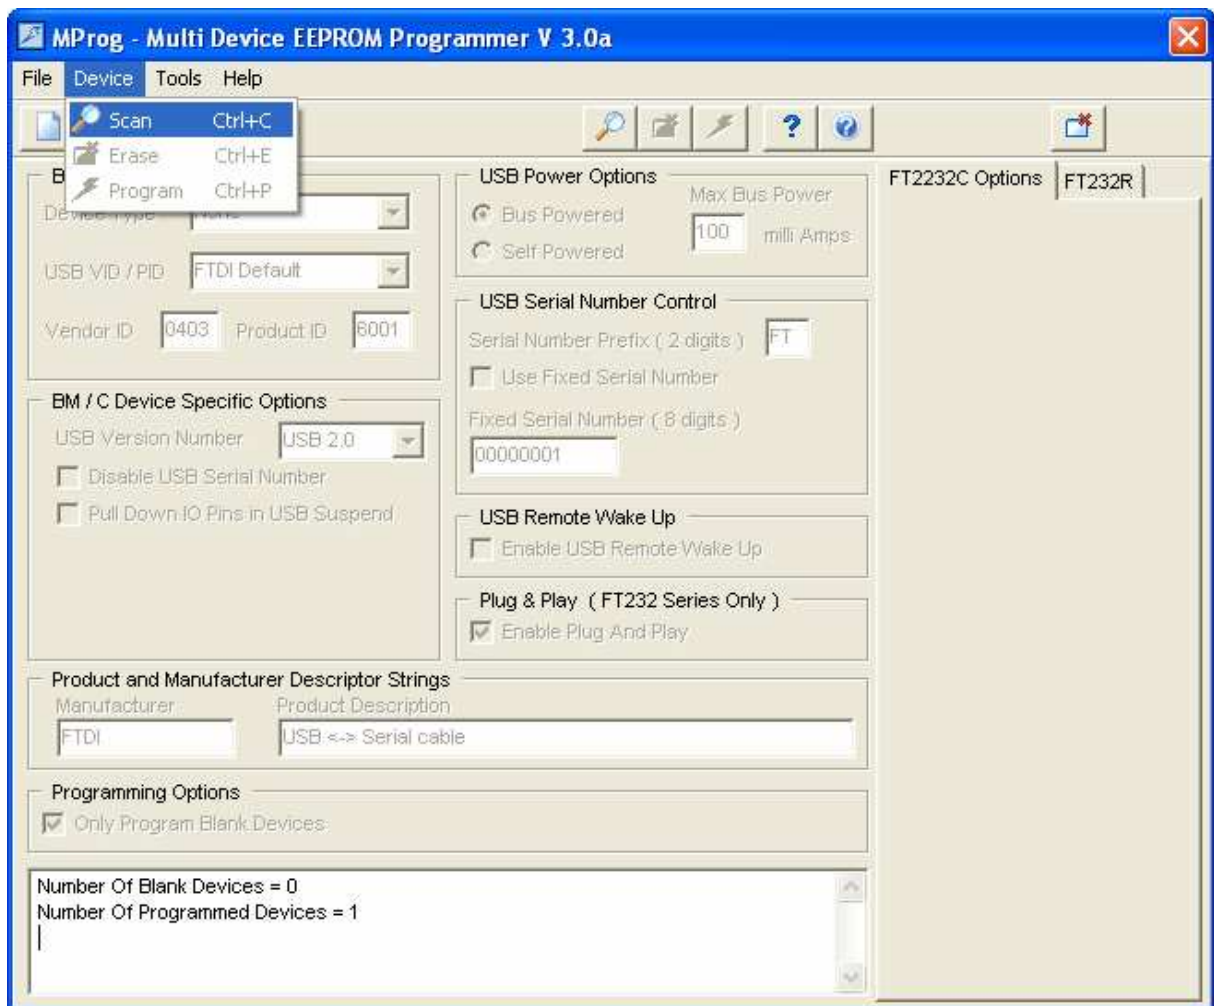 MProg - Multi Device EEPROM Programmer V 3.0a
File Device Tools Help
Scan Ctrl+C
Erase Ctrl+E
Program Ctrl+P
B
Device Type None
USB VID / PID FTDI Default
Vendor ID 0403 Product ID 6001
BM / C Device Specific Options
USB Version Number USB 2.0
Disable USB Serial Number
Pull Down IO Pins in USB Suspend
USB Power Options
Max Bus Power
Bus Powered
100 milli Amps
Self Powered
USB Serial Number Control
Serial Number Prefix ( 2 digits ) FT
Use Fixed Serial Number
Fixed Serial Number ( 8 digits )
00000001
USB Remote Wake Up
Enable USB Remote Wake Up
Plug & Play ( FT232 Series Only )
Enable Plug And Play
FT2232C Options FT232R
Product and Manufacturer Descriptor Strings
Manufacturer Product Description
FTDI USB <-> Serial cable
Programming Options
Only Program Blank Devices
Number Of Blank Devices = 0
Number Of Programmed Devices = 1